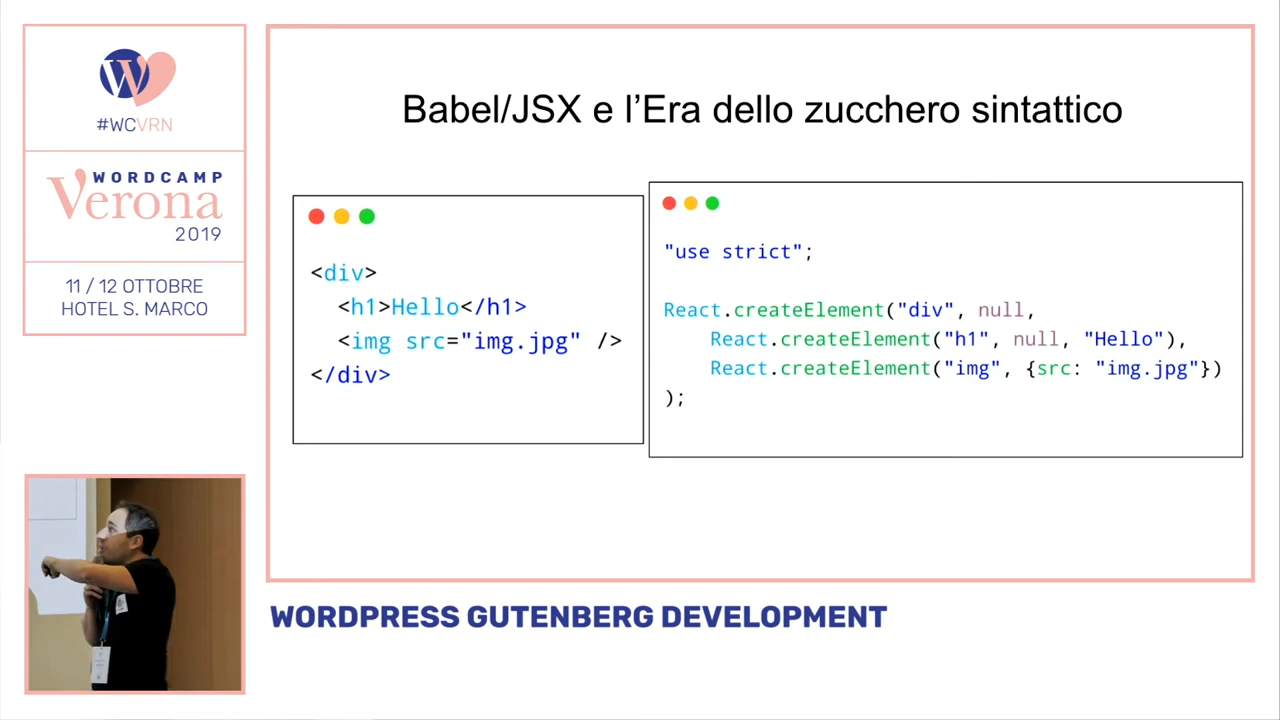 #WCVRN
WORDCAMP
Verona
2019
11 / 12 OTTOBRE
HOTEL S. MARCO
Babel/JSX e l'Era dello zucchero sintattico
<div>
<h1>Hello</h1>
<img src="img.jpg" />
</div>
"use strict";
React.createElement("div", null,
React.createElement("h1", null, "Hello"),
React.createElement("img", {src: "img.jpg"})
);
WORDPRESS GUTENBERG DEVELOPMENT